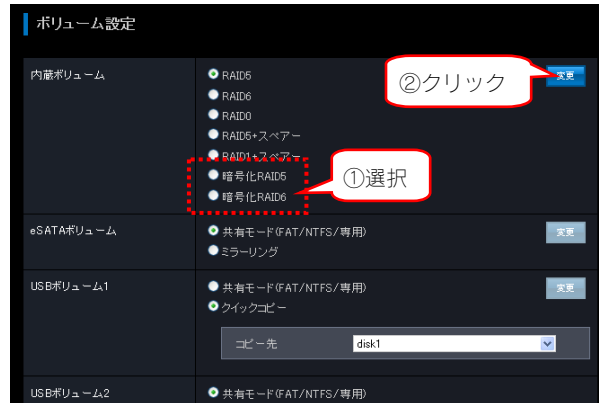 ボリューム設定
内蔵ボリューム
RAID5
変更
②クリック
RAID6
RAID0
RAID5+スペアー
RAID1+スペアー
暗号化RAID5
①選択
暗号化RAID6
eSATAボリューム
共有モード(FAT/NTFS/専用)
変更
ミラーリング
USBボリューム1
共有モード(FAT/NTFS/専用)
変更
クイックコピー
コピー先
disk1
USBボリューム2
共有モード(FAT/NTFS/専用)